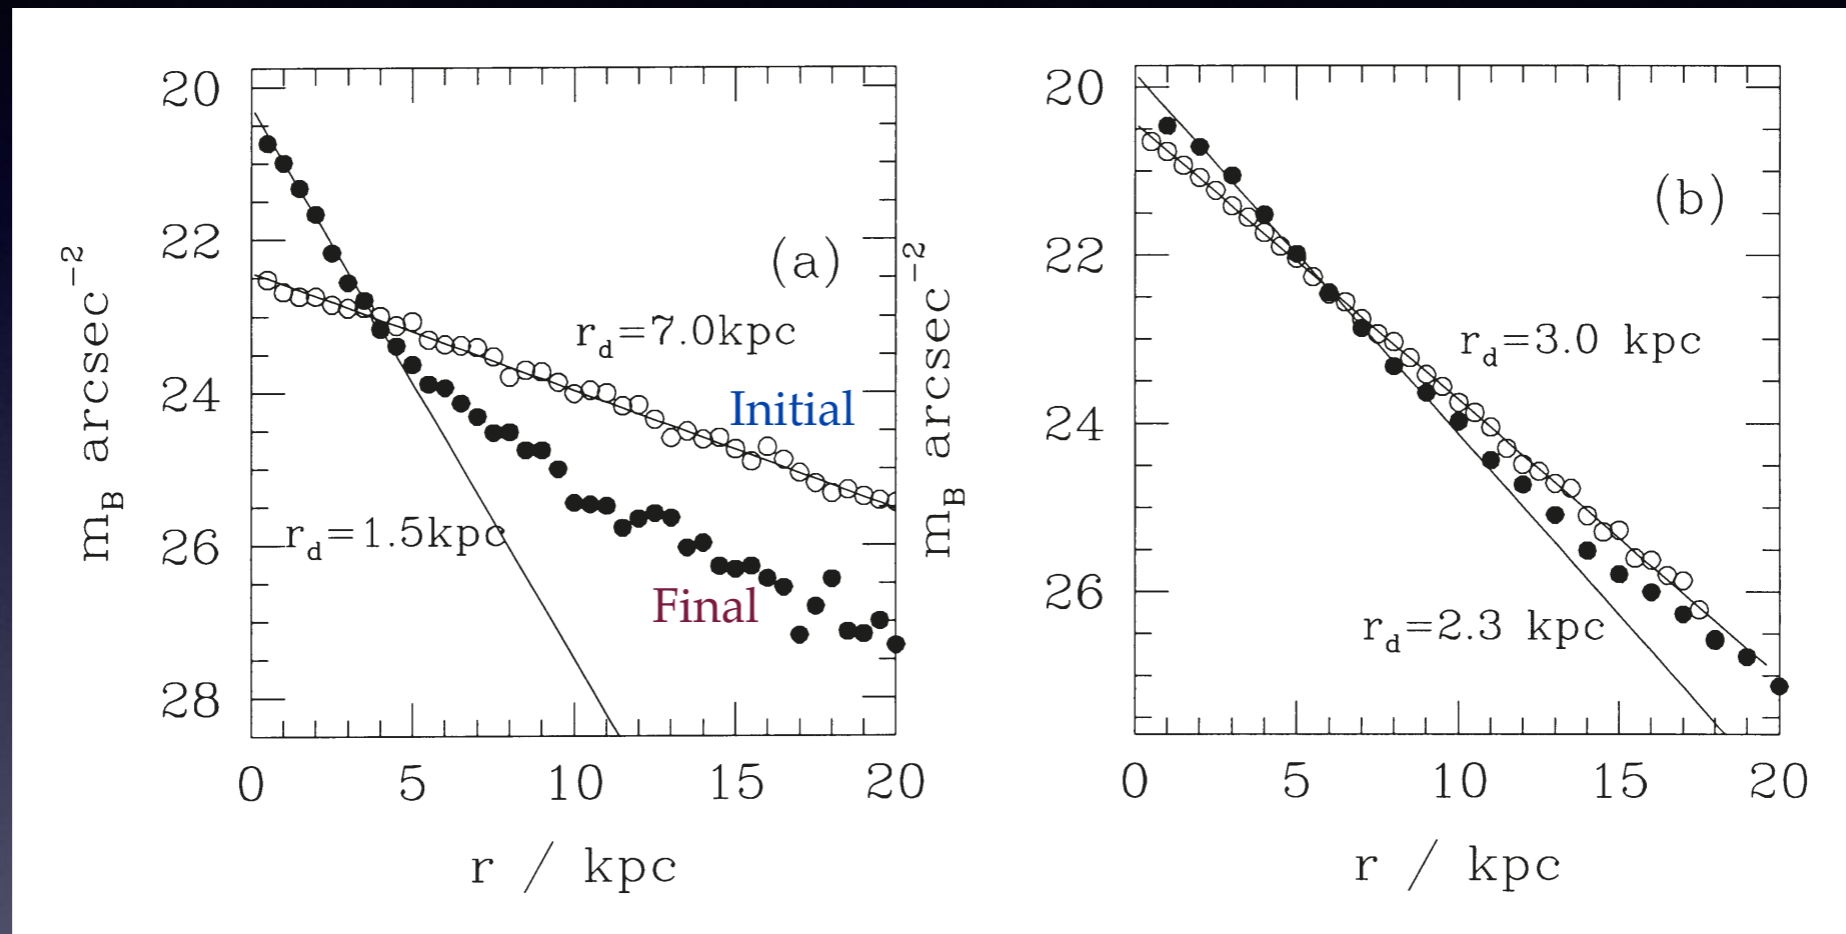 20
22
24
26
28
m_B arcsec^-2
(a)
r_d=7.0kpc
Initial
r_d=1.5kpc
Final
0 5 10 15 20
r / kpc
20
22
24
26
m_B arcsec^-2
(b)
r_d=3.0 kpc
r_d=2.3 kpc
0 5 10 15 20
r / kpc